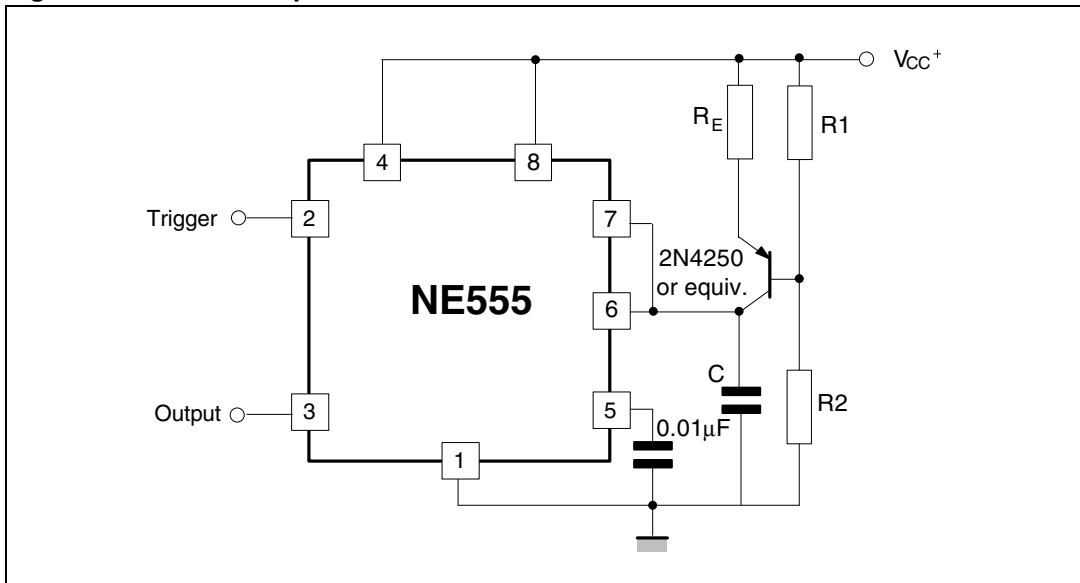 VCC+
RE
R1
4
8
Trigger
2
7
2N4250
or equiv.
NE555
6
C
R2
Output
3
5
0.01μF
1